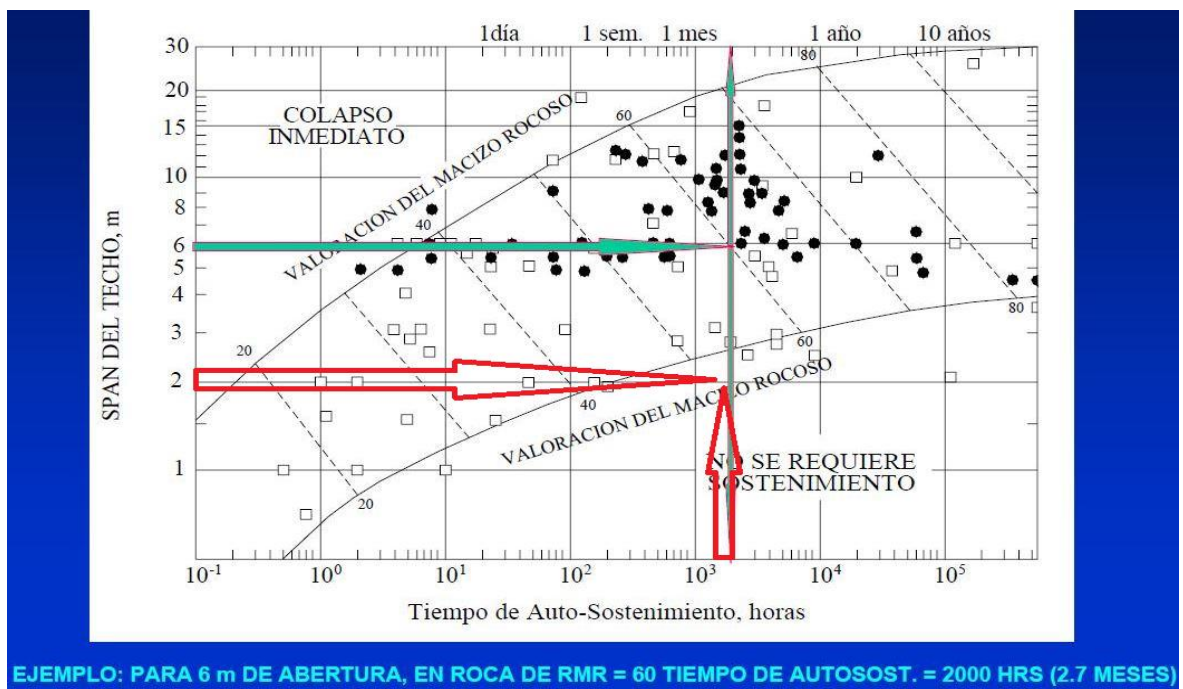 1día 1 sem. 1 mes 1 año 10 años
30
20
15
10
8
6
5
4
3
2
1
SPAN DEL TECHO, m
COLAPSO
INMEDIATO
VALORACION DEL MACIZO ROCOSO
20
40
60
80
20
40
60
80
VALORACION DEL MACIZO ROCOSO
NO SE REQUIERE
SOSTENIMIENTO
10-1 100 101 102 103 104 105
Tiempo de Auto-Sostenimiento, horas
EJEMPLO: PARA 6 m DE ABERTURA, EN ROCA DE RMR = 60 TIEMPO DE AUTOSOST. = 2000 HRS (2.7 MESES)